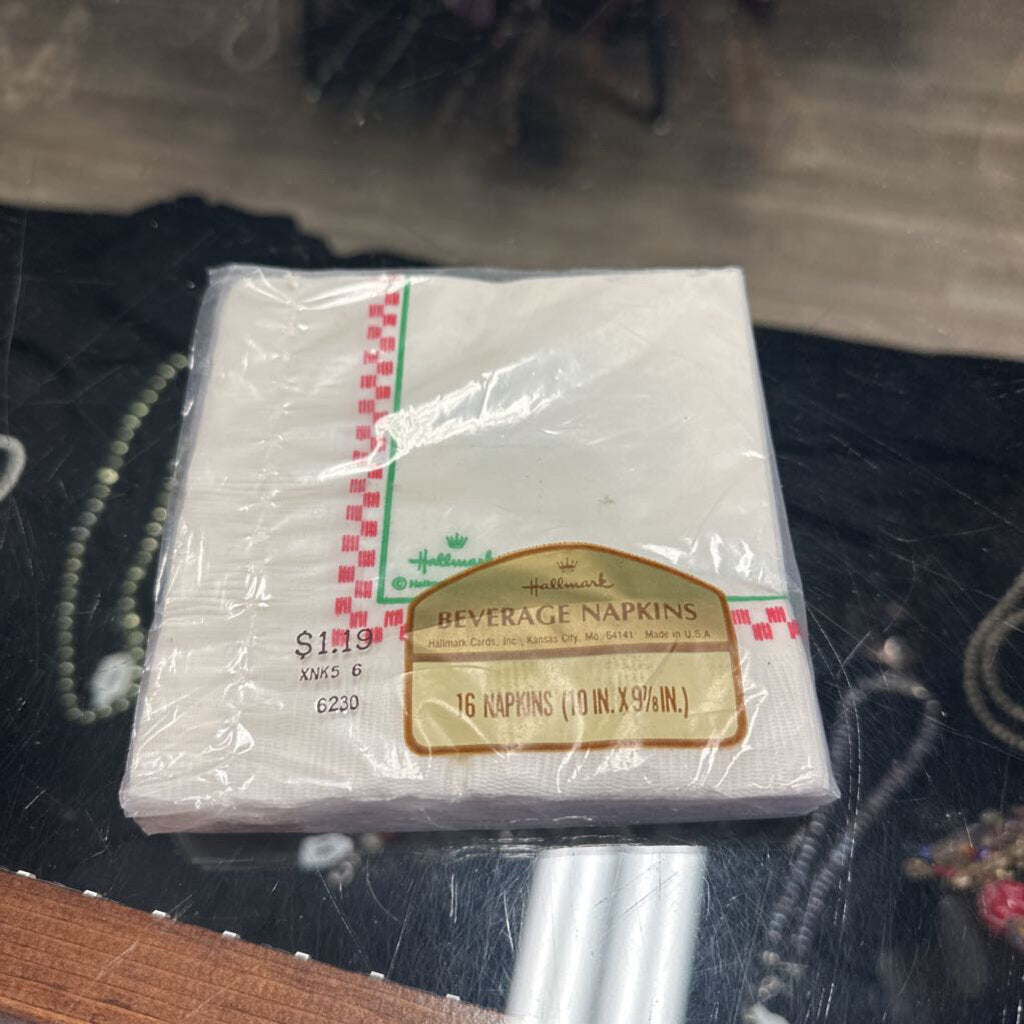 Hallmark
©
Hallmark
BEVERAGE NAPKINS
Hallmark Cards, Inc., Kansas City, Mo. 64141 Made in U.S.A
$1.19
XNK5 6
6230
16 NAPKINS (10 IN. X 9⅞ IN.)